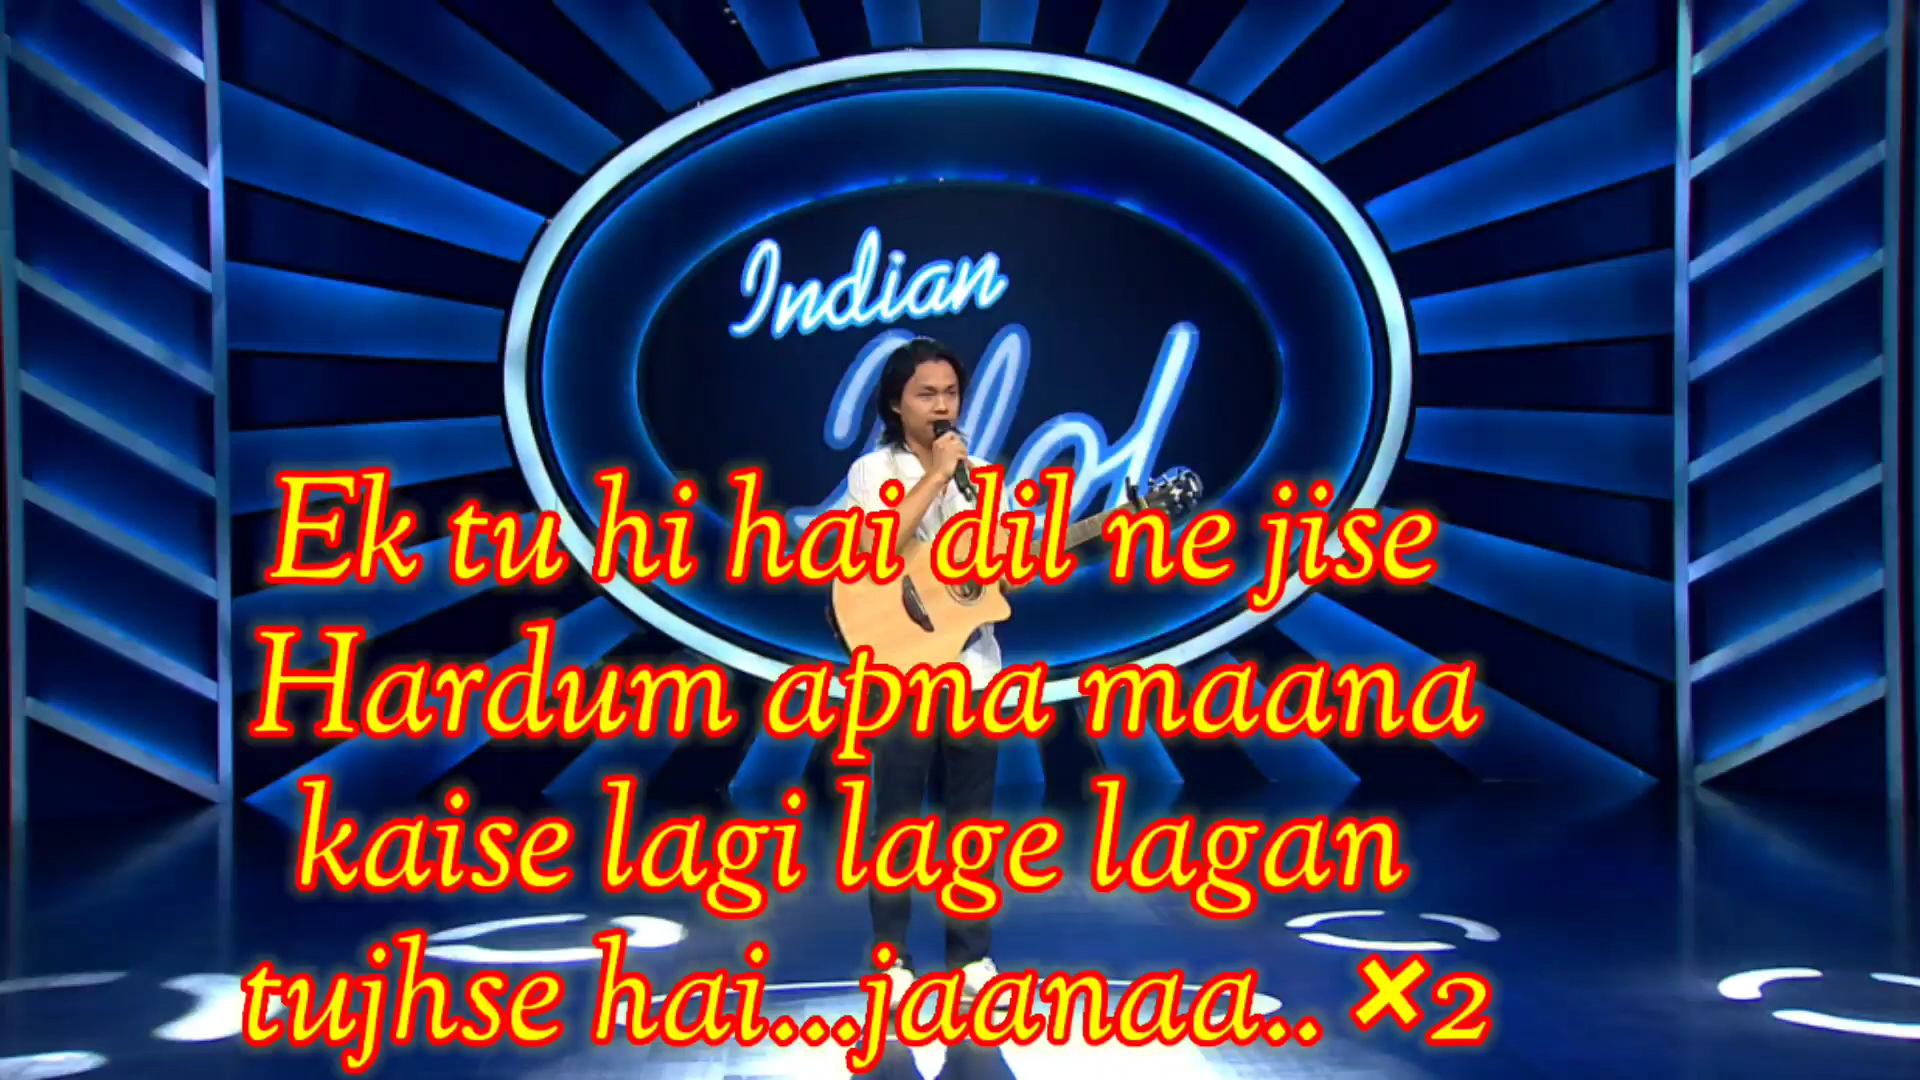 Indian
Idol
Ek tu hi hai dil ne jise
Hardum apna maana
kaise lagi lage lagan
tujhse hai...jaanaa.. ×2